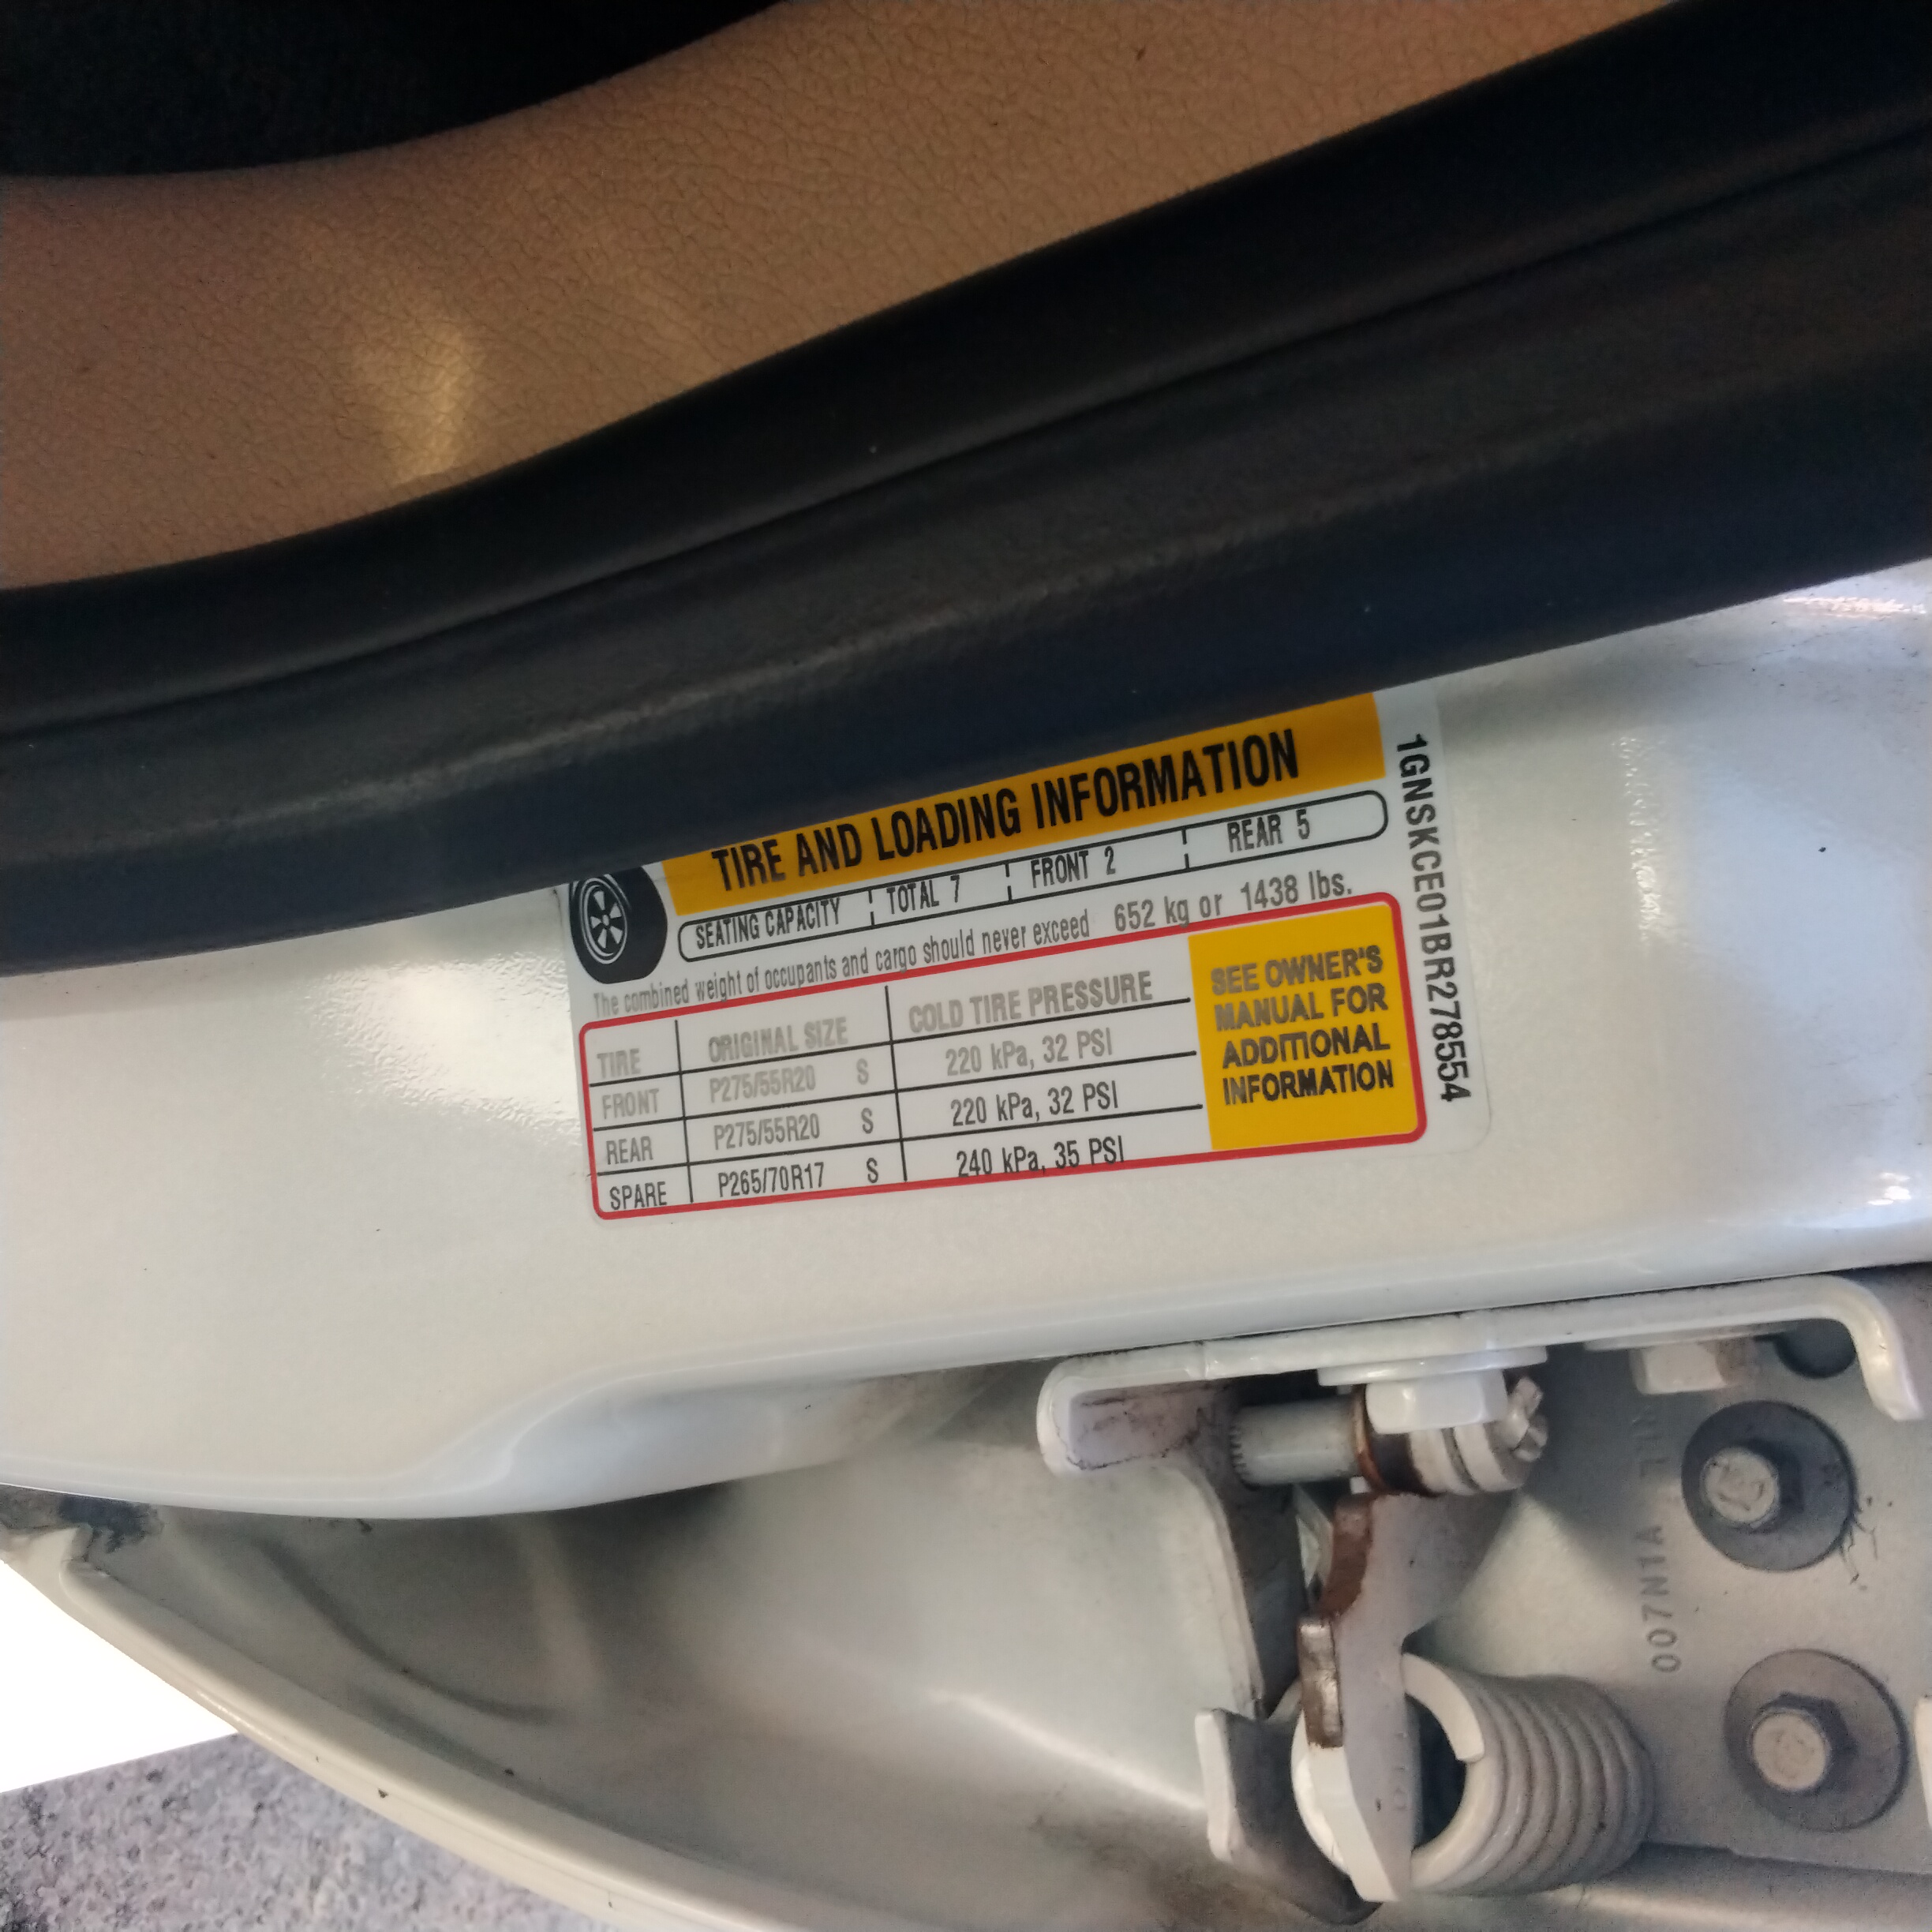 TIRE AND LOADING INFORMATION
SEATING CAPACITY TOTAL 7 FRONT 2 REAR 5
The combined weight of occupants and cargo should never exceed 652 kg or 1438 lbs.
TIRE ORIGINAL SIZE COLD TIRE PRESSURE
FRONT P275/55R20 S 220 kPa, 32 PSI
REAR P275/55R20 S 220 kPa, 32 PSI
SPARE P265/70R17 S 240 kPa, 35 PSI
SEE OWNER'S
MANUAL FOR
ADDITIONAL
INFORMATION
1GNSKCE01BR278554
007N1A